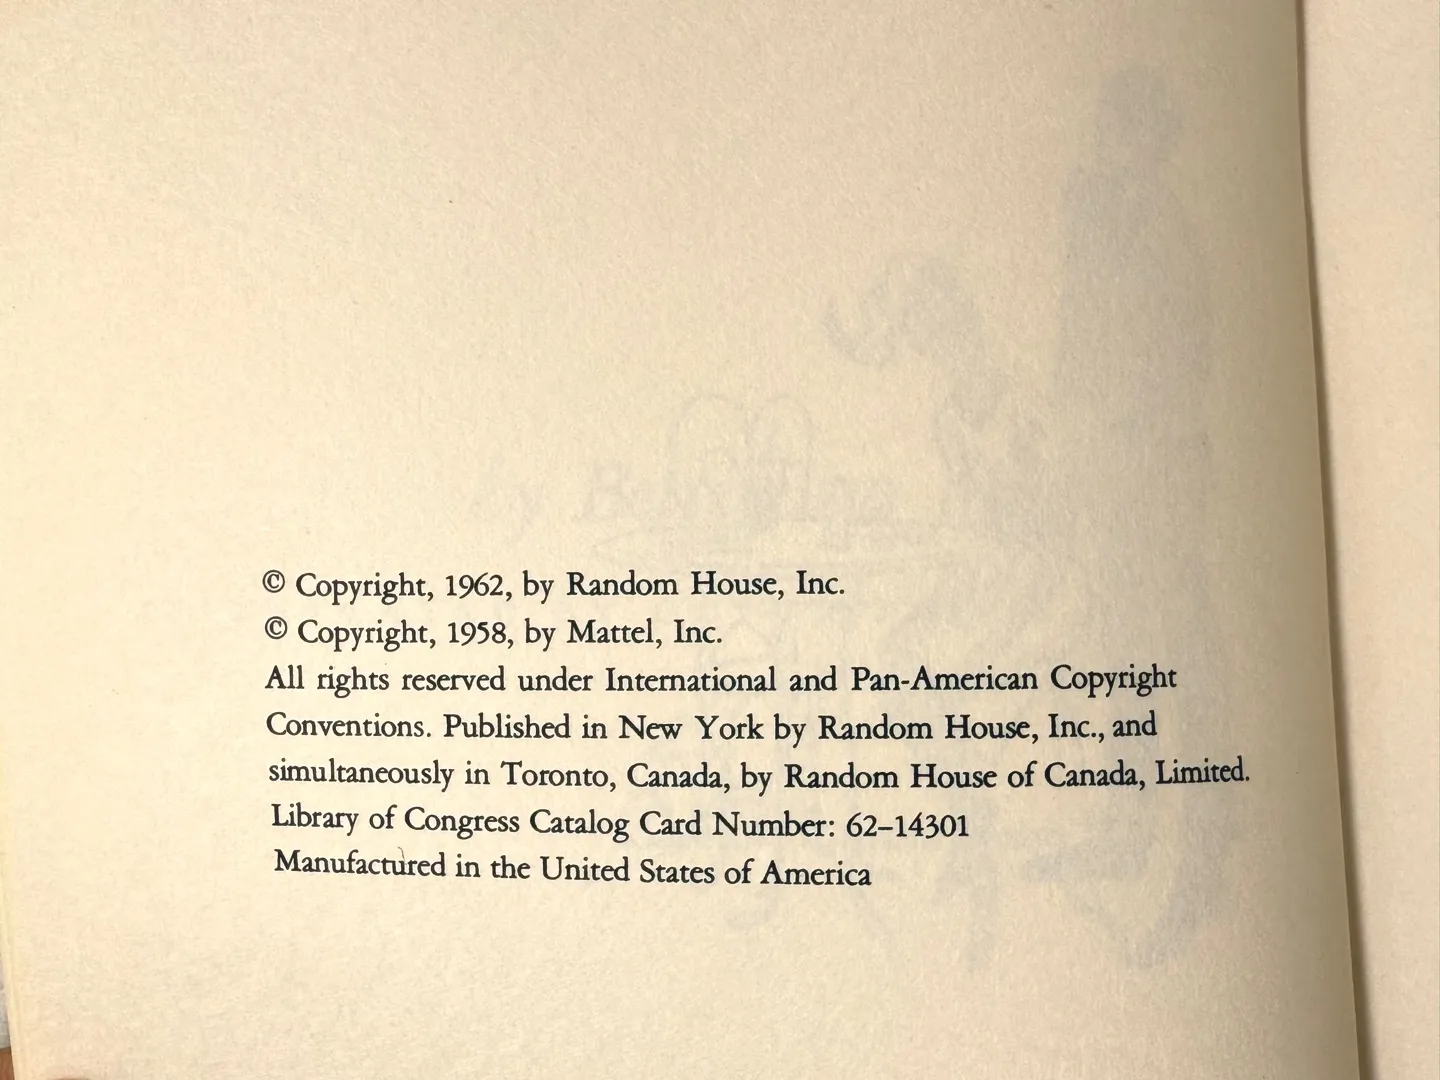 © Copyright, 1962, by Random House, Inc.
© Copyright, 1958, by Mattel, Inc.
All rights reserved under International and Pan-American Copyright
Conventions. Published in New York by Random House, Inc., and
simultaneously in Toronto, Canada, by Random House of Canada, Limited.
Library of Congress Catalog Card Number: 62–14301
Manufactured in the United States of America